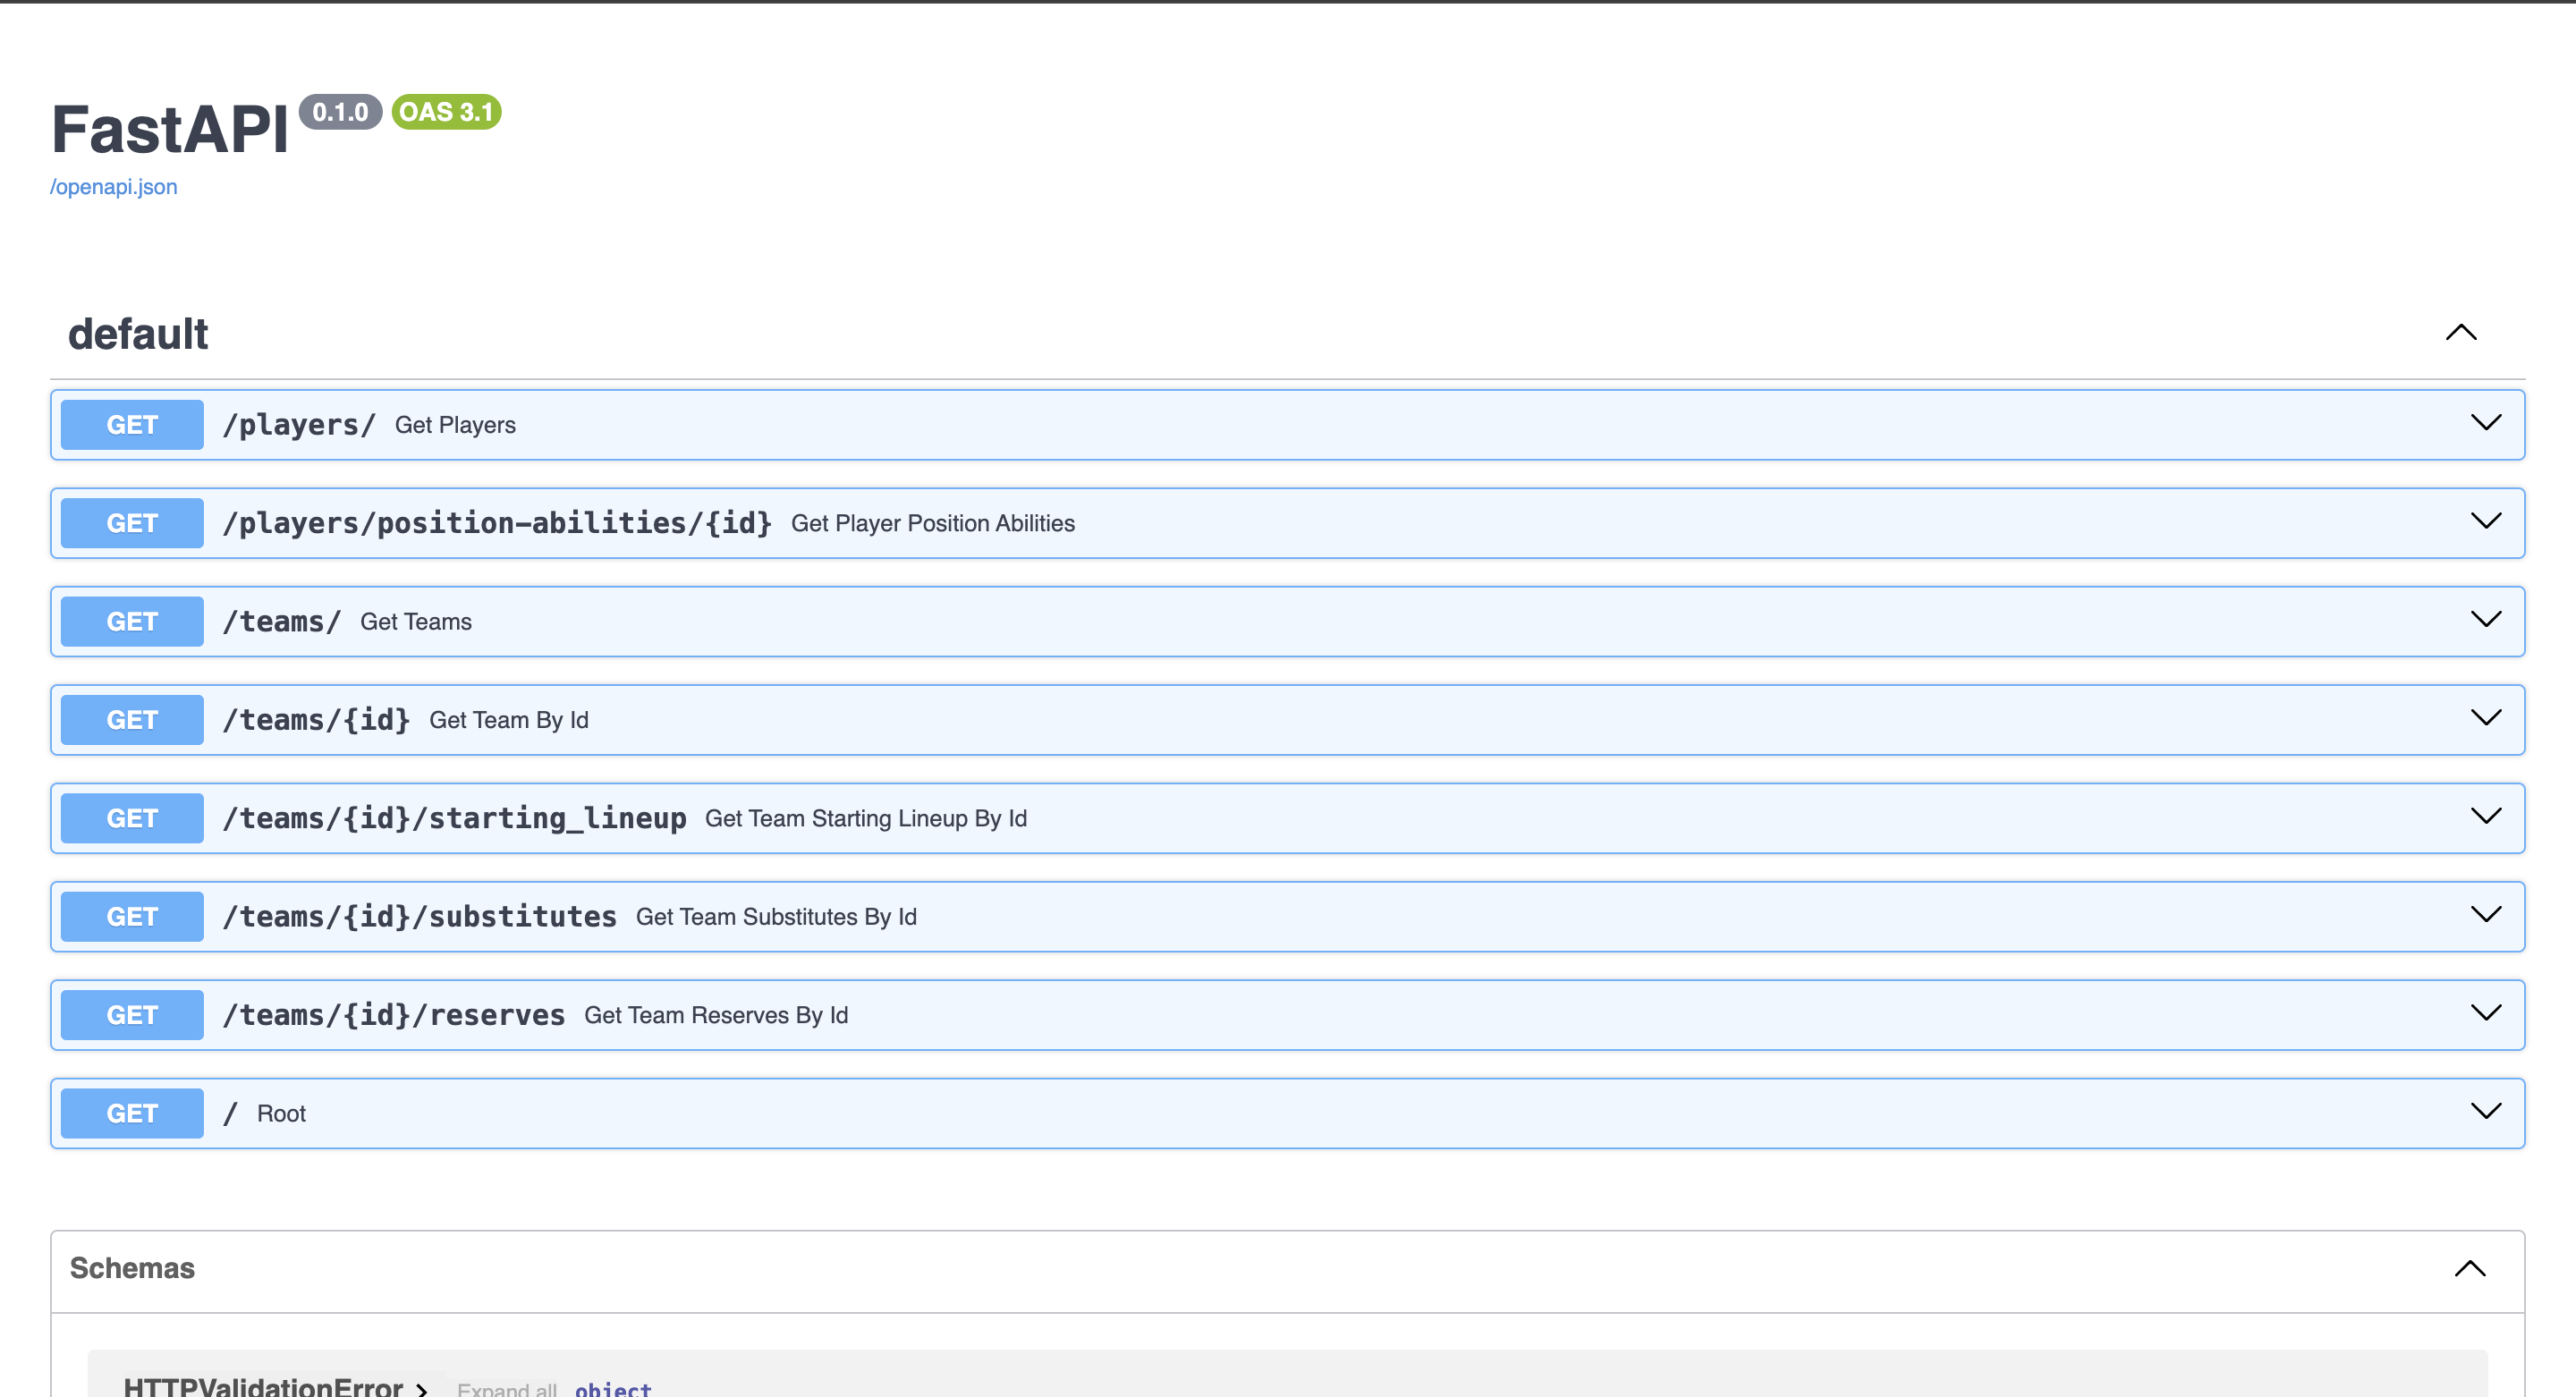 FastAPI 0.1.0 OAS 3.1
/openapi.json
default
GET /players/ Get Players
GET /players/position-abilities/{id} Get Player Position Abilities
GET /teams/ Get Teams
GET /teams/{id} Get Team By Id
GET /teams/{id}/starting_lineup Get Team Starting Lineup By Id
GET /teams/{id}/substitutes Get Team Substitutes By Id
GET /teams/{id}/reserves Get Team Reserves By Id
GET / Root
Schemas
HTTPValidationError Expand all object